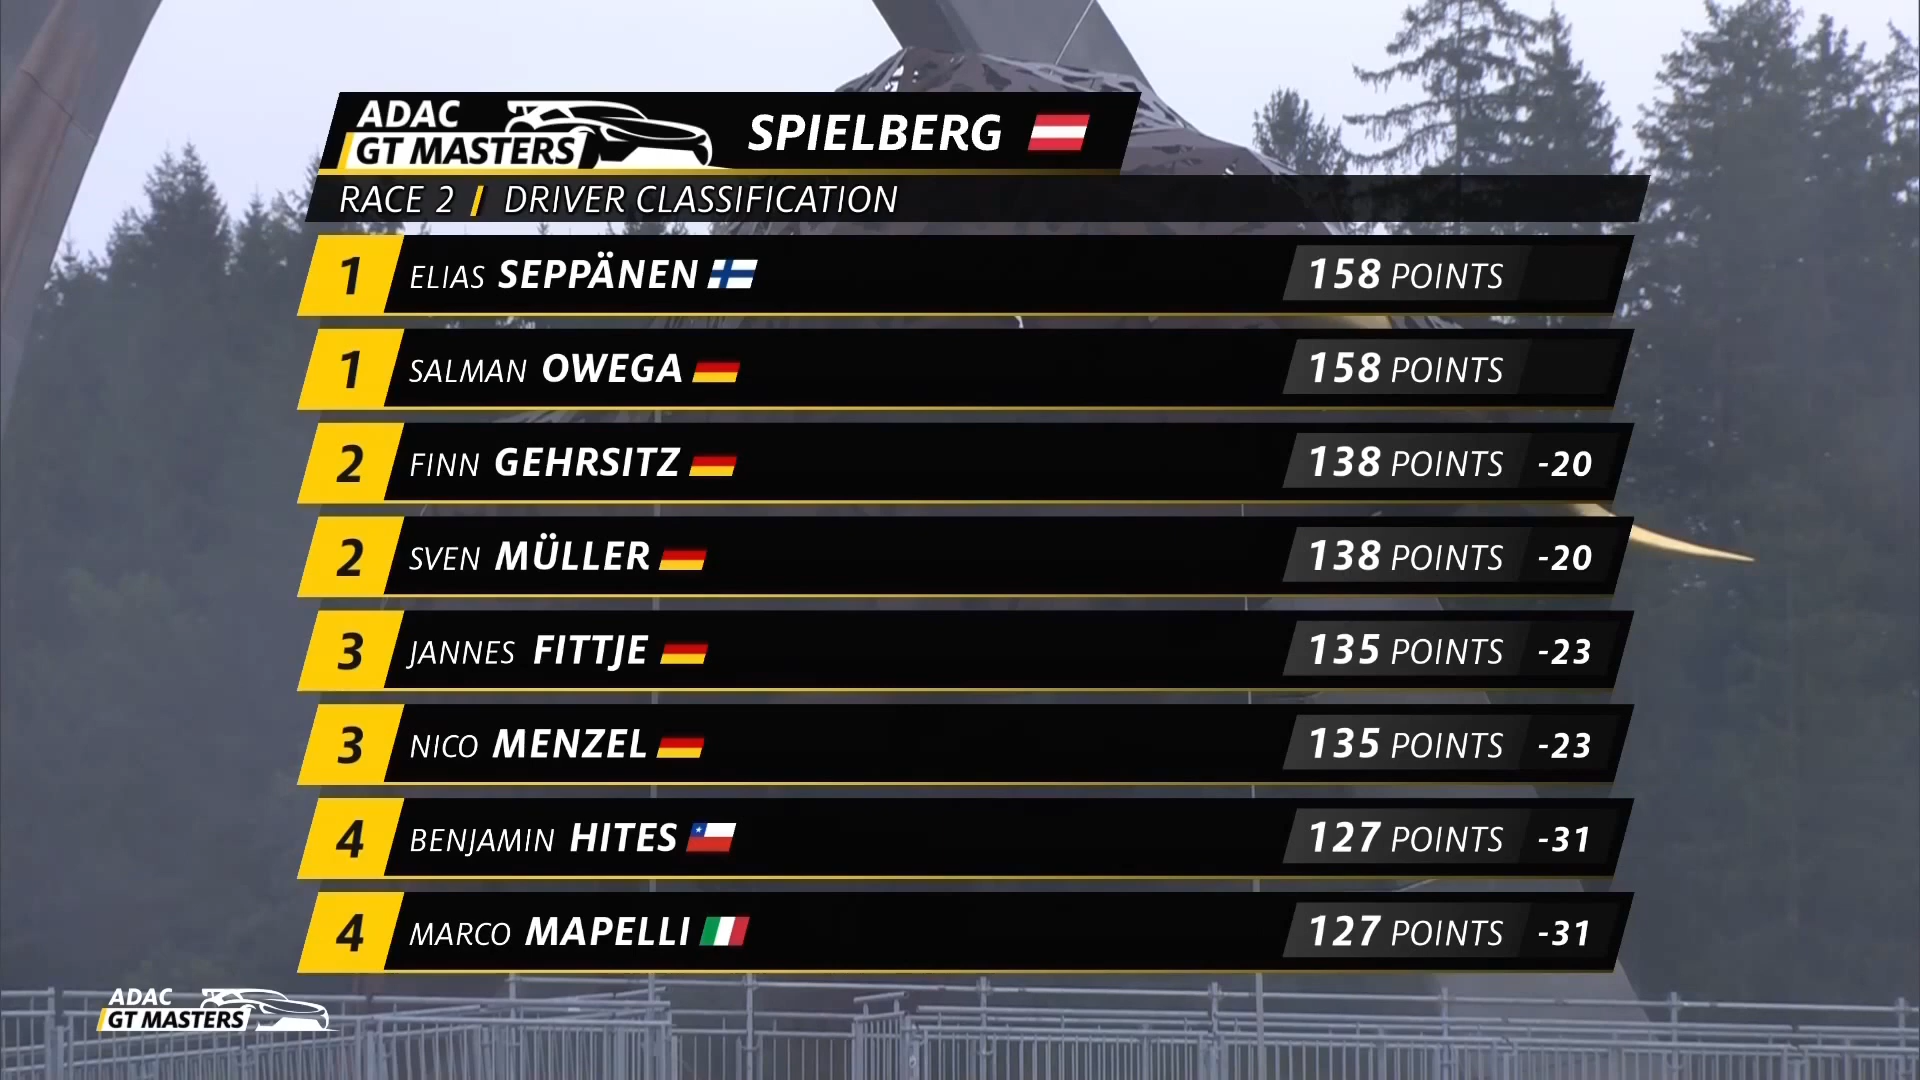 ADAC
GT MASTERS
SPIELBERG
RACE 2 / DRIVER CLASSIFICATION
1 ELIAS SEPPÄNEN 158 POINTS
1 SALMAN OWEGA 158 POINTS
2 FINN GEHRSITZ 138 POINTS -20
2 SVEN MÜLLER 138 POINTS -20
3 JANNES FITTJE 135 POINTS -23
3 NICO MENZEL 135 POINTS -23
4 BENJAMIN HITES 127 POINTS -31
4 MARCO MAPELLI 127 POINTS -31
ADAC
GT MASTERS